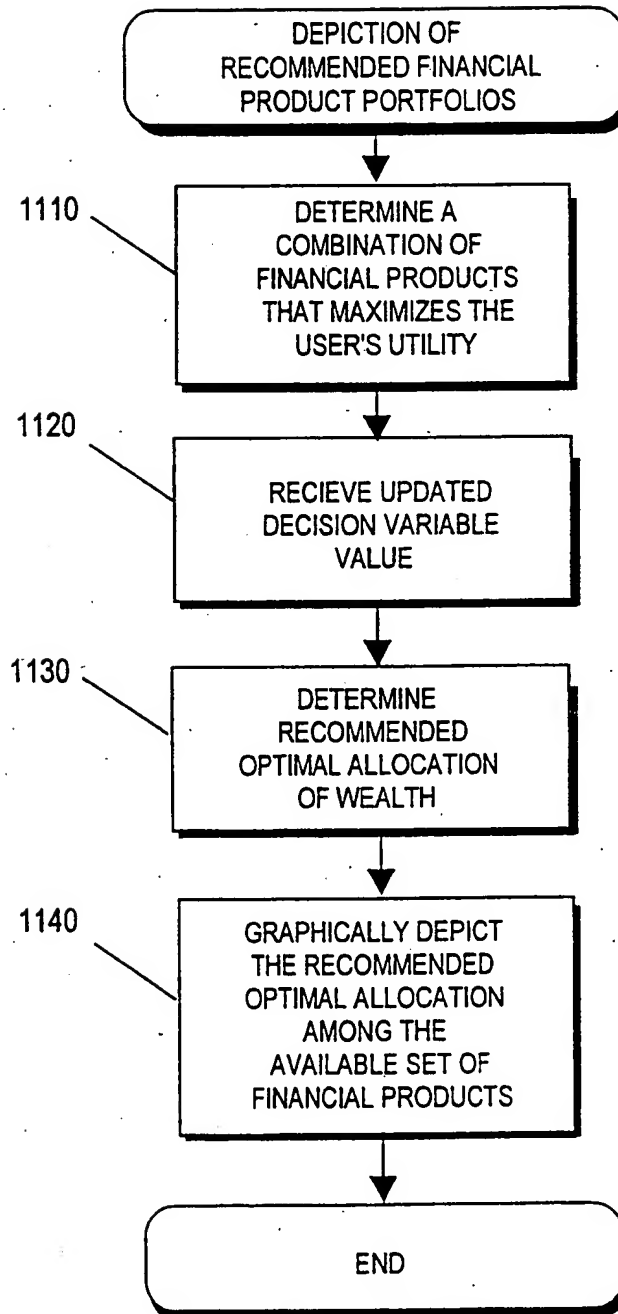 DEPICTION OF
RECOMMENDED FINANCIAL
PRODUCT PORTFOLIOS
1110
DETERMINE A
COMBINATION OF
FINANCIAL PRODUCTS
THAT MAXIMIZES THE
USER'S UTILITY
1120
RECIEVE UPDATED
DECISION VARIABLE
VALUE
1130
DETERMINE
RECOMMENDED
OPTIMAL ALLOCATION
OF WEALTH
1140
GRAPHICALLY DEPICT
THE RECOMMENDED
OPTIMAL ALLOCATION
AMONG THE
AVAILABLE SET OF
FINANCIAL PRODUCTS
END